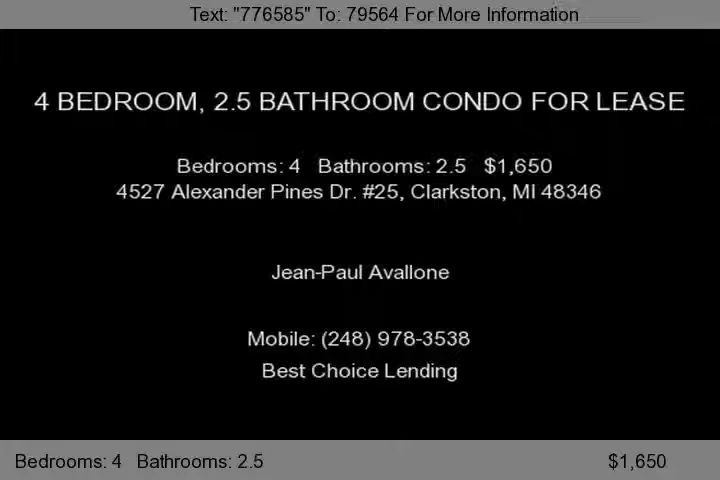 Text: "776585" To: 79564 For More Information
4 BEDROOM, 2.5 BATHROOM CONDO FOR LEASE
Bedrooms: 4 Bathrooms: 2.5 $1,650
4527 Alexander Pines Dr. #25, Clarkston, MI 48346
Jean-Paul Avallone
Mobile: (248) 978-3538
Best Choice Lending
Bedrooms: 4 Bathrooms: 2.5 $1,650